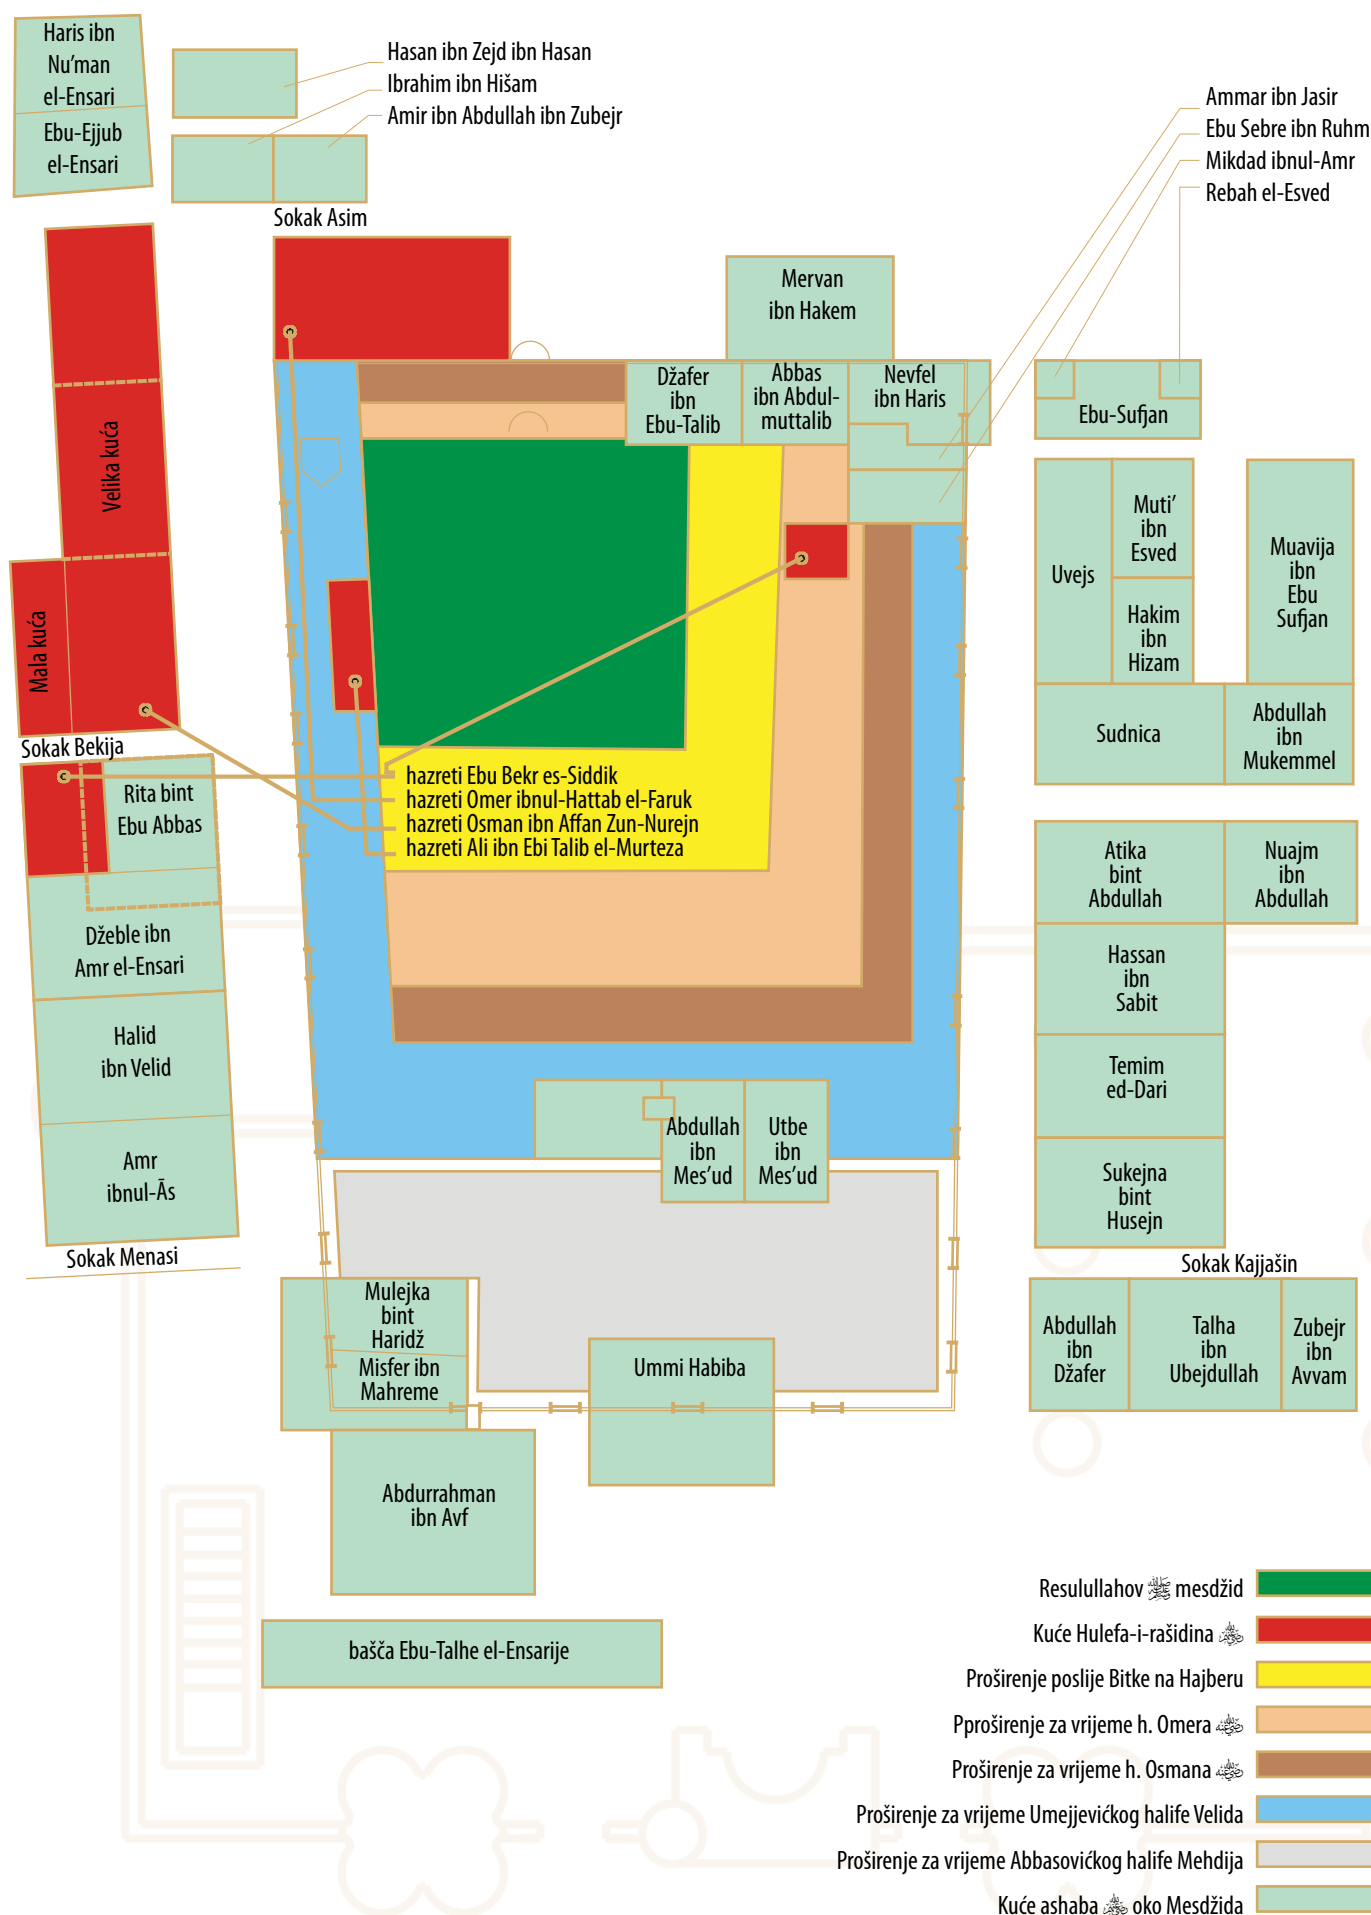 Haris ibn
Nu'man
el-Ensari
Ebu-Ejjub
el-Ensari
Hasan ibn Zejd ibn Hasan
Ibrahim ibn Hišam
Amir ibn Abdullah ibn Zubejr
Ammar ibn Jasir
Ebu Sebre ibn Ruhm
Mikdad ibnul-Amr
Rebah el-Esved
Sokak Asim
Mervan
ibn Hakem
Džafer
ibn
Ebu-Talib
Abbas
ibn Abdul-
muttalib
Nevfel
ibn Haris
Ebu-Sufjan
Velika kuća
Mala kuća
Uvejs
Muti'
ibn
Esved
Hakim
ibn
Hizam
Muavija
ibn
Ebu
Sufjan
Sudnica
Abdullah
ibn
Mukemmel
Sokak Bekija
Rita bint
Ebu Abbas
hazreti Ebu Bekr es-Siddik
hazreti Omer ibnul-Hattab el-Faruk
hazreti Osman ibn Affan Zun-Nurejn
hazreti Ali ibn Ebi Talib el-Murteza
Atika
bint
Abdullah
Nuajm
ibn
Abdullah
Džeble ibn
Amr el-Ensari
Hassan
ibn
Sabit
Halid
ibn Velid
Temim
ed-Dari
Amr
ibnul-Ās
Abdullah
ibn
Mes'ud
Utbe
ibn
Mes'ud
Sukejna
bint
Husejn
Sokak Menasi
Sokak Kajjašin
Mulejka
bint
Haridž
Misfer ibn
Mahreme
Ummi Habiba
Abdullah
ibn
Džafer
Talha
ibn
Ubejdullah
Zubejr
ibn
Avvam
Abdurrahman
ibn Avf
bašča Ebu-Talhe el-Ensarije
Resulullahov ﷺ mesdžid
Kuće Hulefa-i-rašidina
Proširenje poslije Bitke na Hajberu
Pproširenje za vrijeme h. Omera
Proširenje za vrijeme h. Osmana
Proširenje za vrijeme Umejjevićkog halife Velida
Proširenje za vrijeme Abbasovićkog halife Mehdija
Kuće ashaba oko Mesdžida